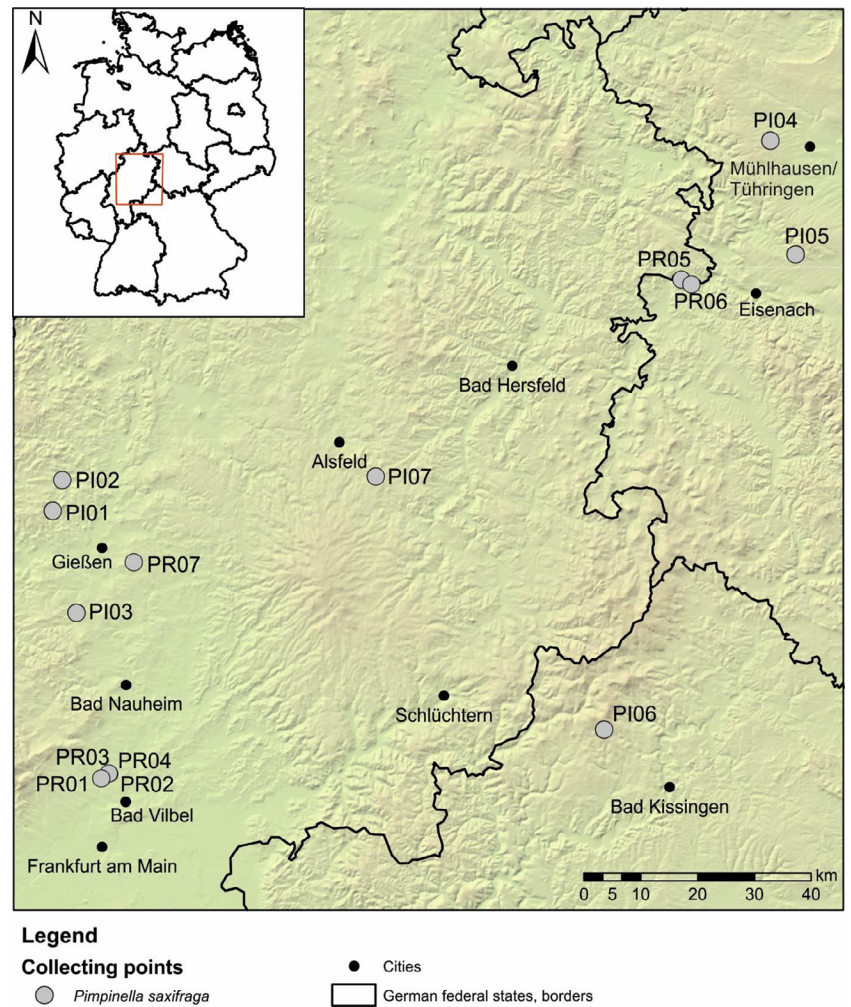 N
PI04
Mühlhausen/
Tühringen
PI05
PR05
PR06
Eisenach
Bad Hersfeld
Alsfeld
PI07
PI02
PI01
Gießen
PR07
PI03
Bad Nauheim
Schlüchtern
PI06
PR03 PR04
PR01 PR02
Bad Vilbel
Bad Kissingen
Frankfurt am Main
km
0 5 10 20 30 40
Legend
Collecting points
Cities
Pimpinella saxifraga
German federal states, borders